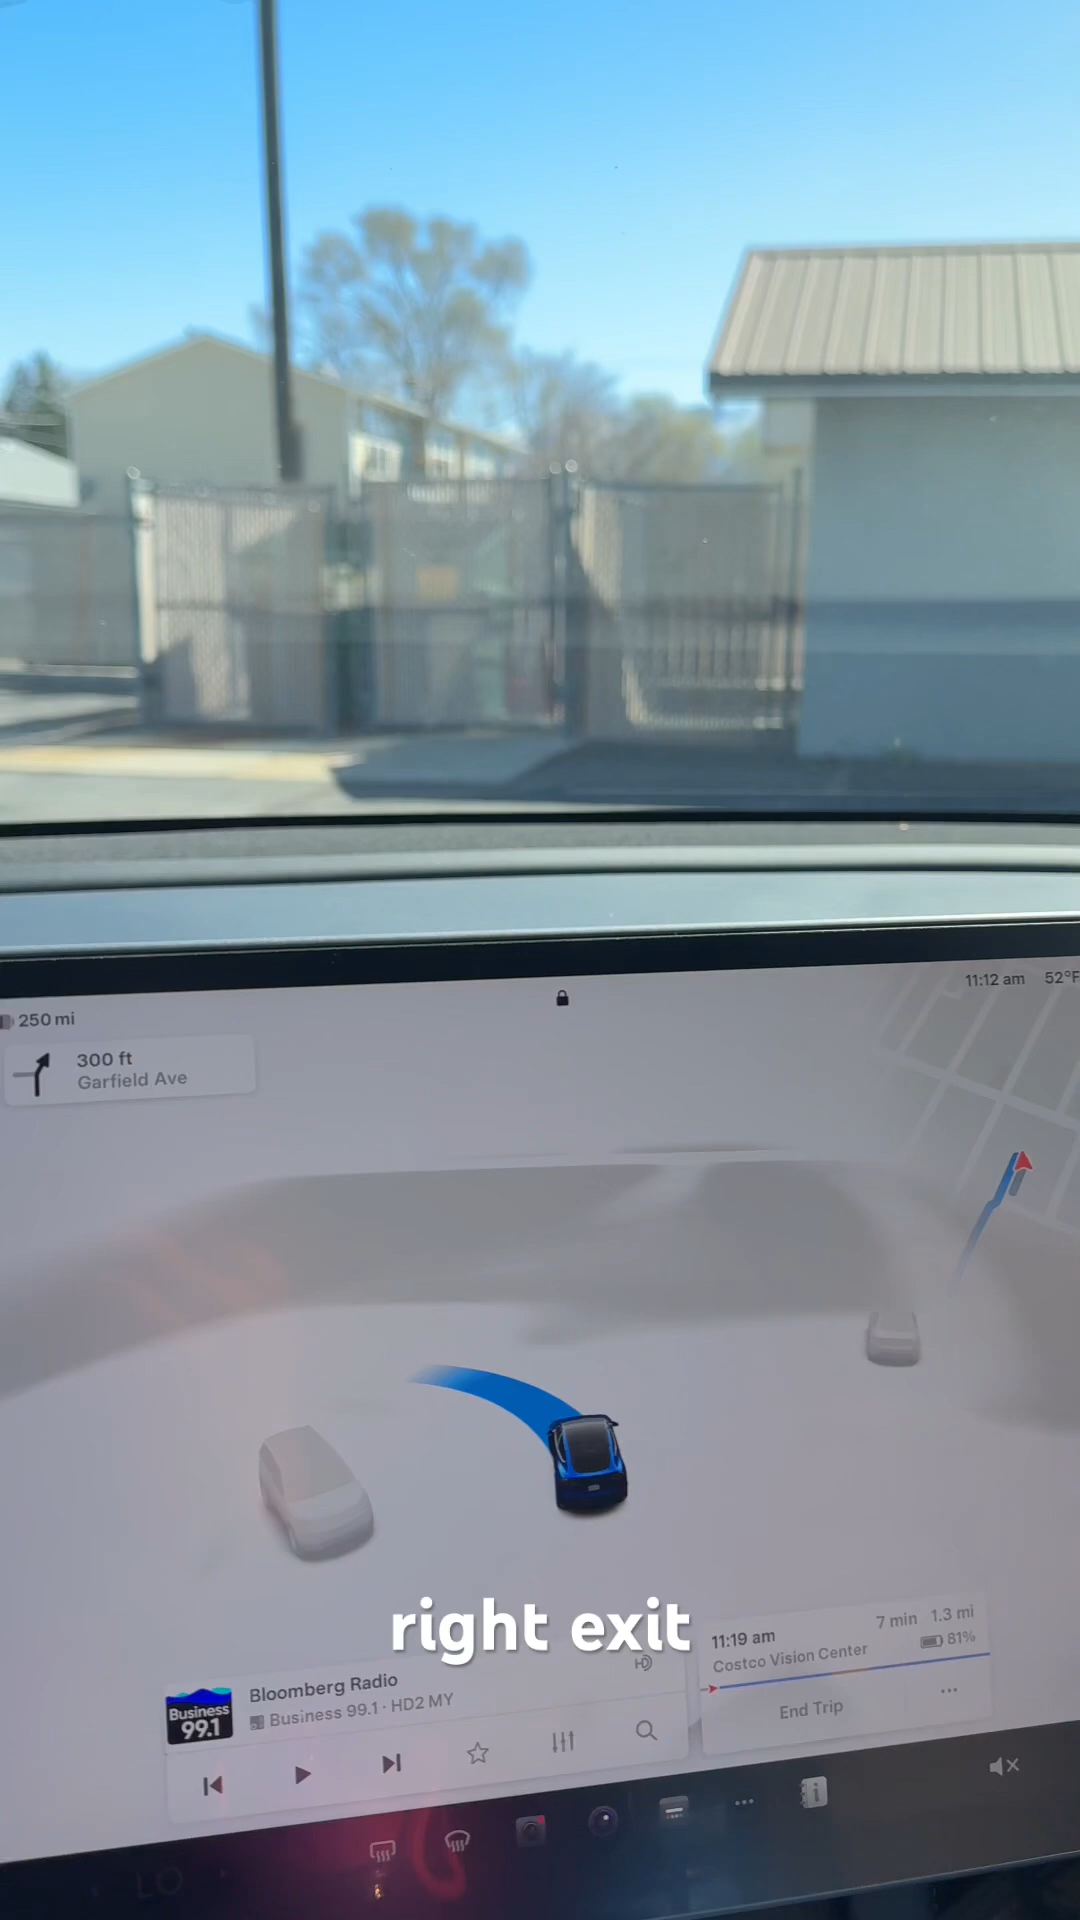 11:12 am 52°F
250 mi
300 ft
Garfield Ave
right exit
11:19 am 7 min 1.3 mi
Costco Vision Center 81%
End Trip
Bloomberg Radio
Business 99.1 · HD2 MY
Business
99.1
LO